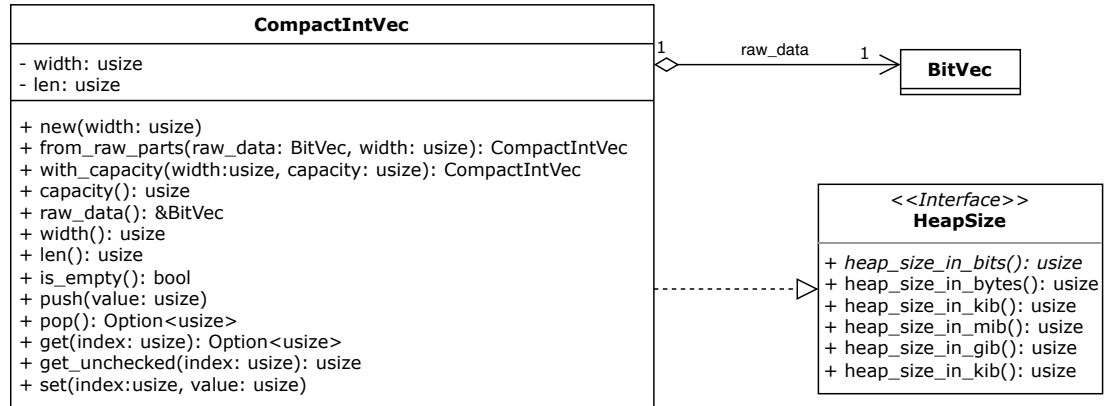 CompactIntVec
- width: usize
- len: usize
+ new(width: usize)
+ from_raw_parts(raw_data: BitVec, width: usize): CompactIntVec
+ with_capacity(width:usize, capacity: usize): CompactIntVec
+ capacity(): usize
+ raw_data(): &BitVec
+ width(): usize
+ len(): usize
+ is_empty(): bool
+ push(value: usize)
+ pop(): Option<usize>
+ get(index: usize): Option<usize>
+ get_unchecked(index: usize): usize
+ set(index:usize, value: usize)
1 raw_data 1
BitVec
<<Interface>>
HeapSize
+ heap_size_in_bits(): usize
+ heap_size_in_bytes(): usize
+ heap_size_in_kib(): usize
+ heap_size_in_mib(): usize
+ heap_size_in_gib(): usize
+ heap_size_in_kib(): usize